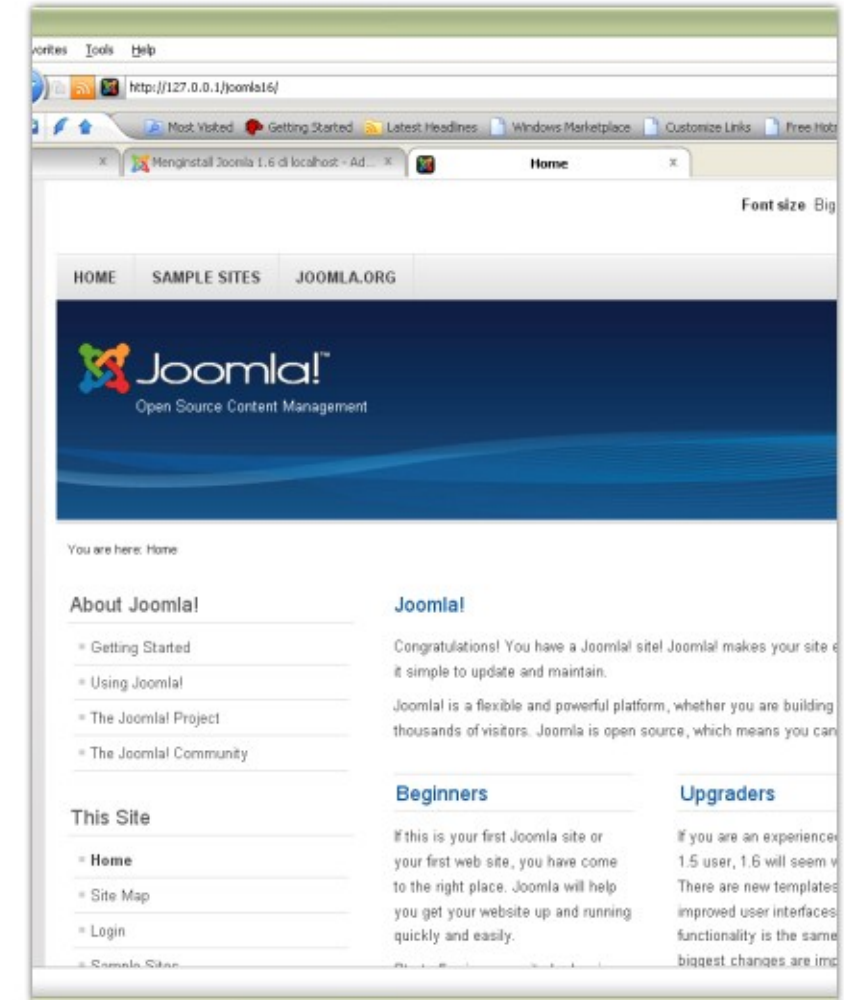 Tools Help
http://127.0.0.1/joomla16/
Most Visited Getting Started Latest Headlines Windows Marketplace Customize Links Free
Menginstall Joomla 1.6 di localhost - Ad... x Home x
Font size Big
HOME SAMPLE SITES JOOMLA.ORG
Joomla!™
Open Source Content Management
You are here: Home
About Joomla!
Getting Started
Using Joomla!
The Joomla! Project
The Joomla! Community
This Site
Home
Site Map
Login
Sample Sites
Joomla!
Congratulations! You have a Joomla! site! Joomla! makes your site
it simple to update and maintain.
Joomla! is a flexible and powerful platform, whether you are building
thousands of visitors. Joomla is open source, which means you can
Beginners
If this is your first Joomla site or
your first web site, you have come
to the right place. Joomla will help
you get your website up and running
quickly and easily.
Upgraders
If you are an experienced
1.5 user, 1.6 will seem
There are new templates
improved user interfaces
functionality is the same
biggest changes are